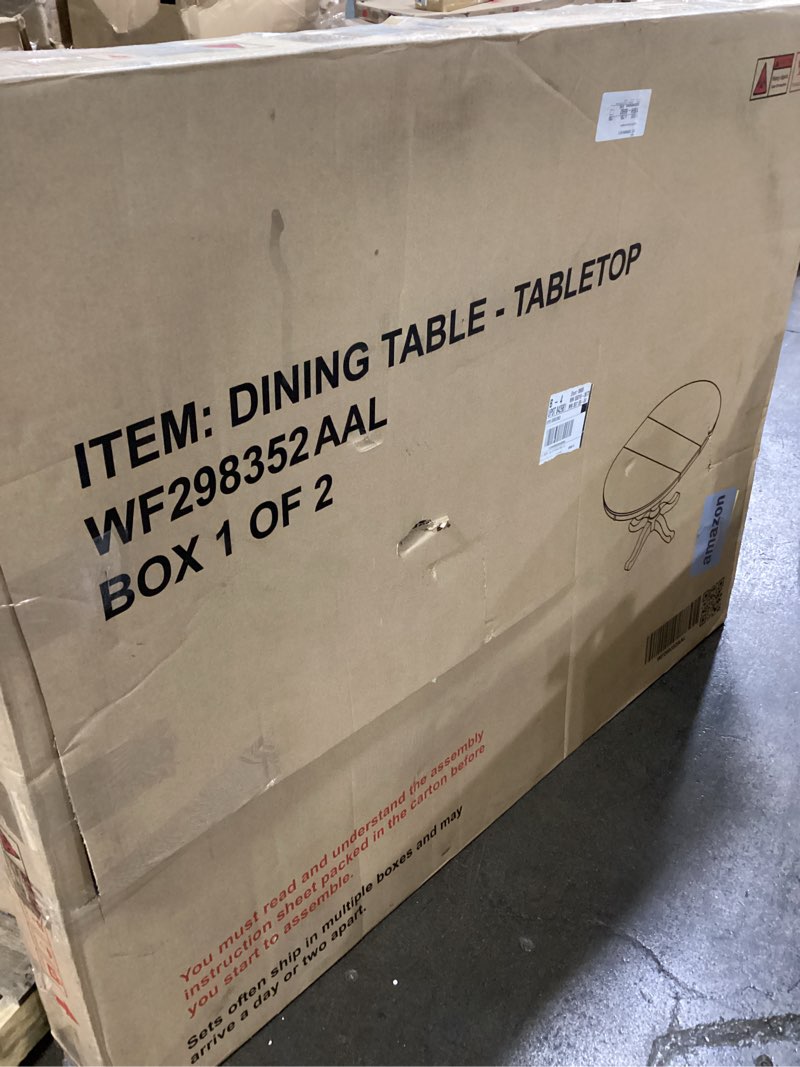 ITEM: DINING TABLE - TABLETOP
WF298352AAL
BOX 1 OF 2
amazon
You must read and understand the assembly
instruction sheet packed in the carton before
you start to assemble.
Sets often ship in multiple boxes and may
arrive a day or two apart.